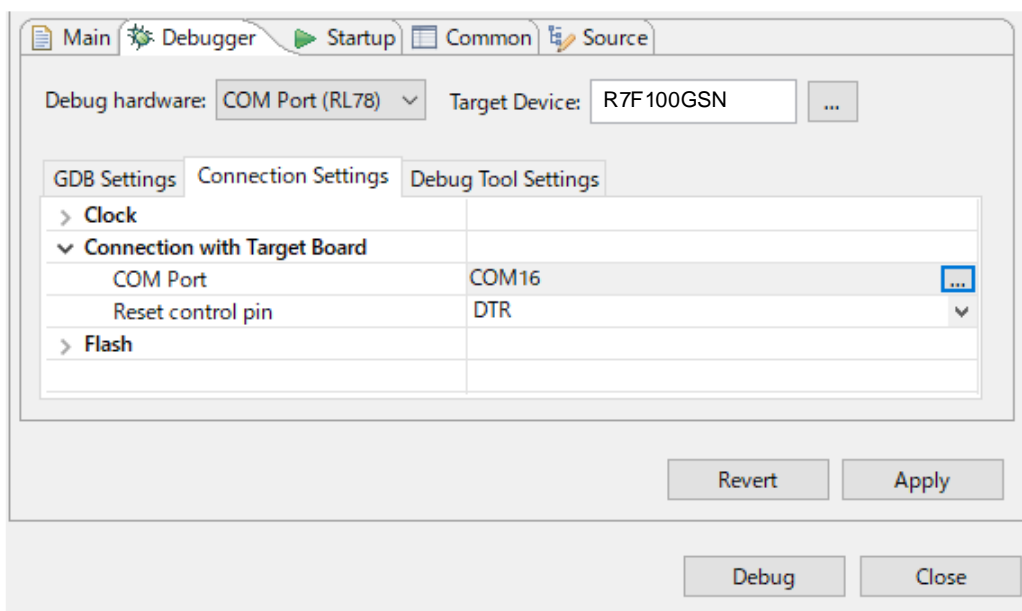 Main Debugger Startup Common Source
Debug hardware: COM Port (RL78) Target Device: R7F100GSN ...
GDB Settings Connection Settings Debug Tool Settings
Clock
Connection with Target Board
COM Port COM16 ...
Reset control pin DTR
Flash
Revert Apply
Debug Close